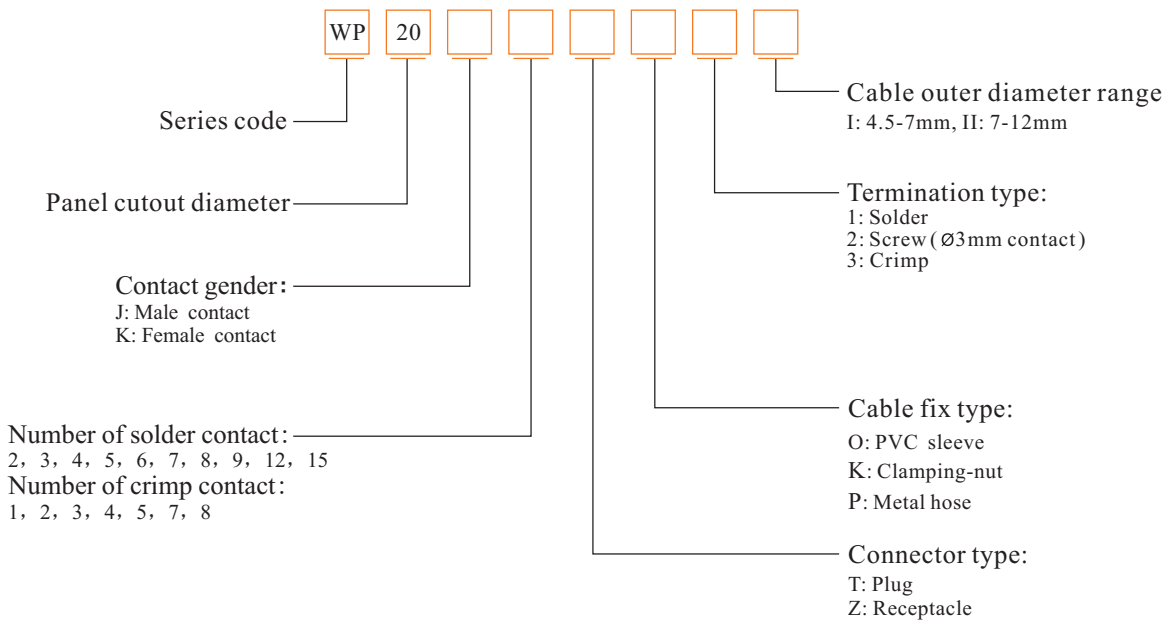 WP 20
Series code
Panel cutout diameter
Contact gender:
J: Male contact
K: Female contact
Number of solder contact:
2, 3, 4, 5, 6, 7, 8, 9, 12, 15
Number of crimp contact:
1, 2, 3, 4, 5, 7, 8
Cable outer diameter range
I: 4.5-7mm, II: 7-12mm
Termination type:
1: Solder
2: Screw(Ø3mm contact)
3: Crimp
Cable fix type:
O: PVC sleeve
K: Clamping-nut
P: Metal hose
Connector type:
T: Plug
Z: Receptacle